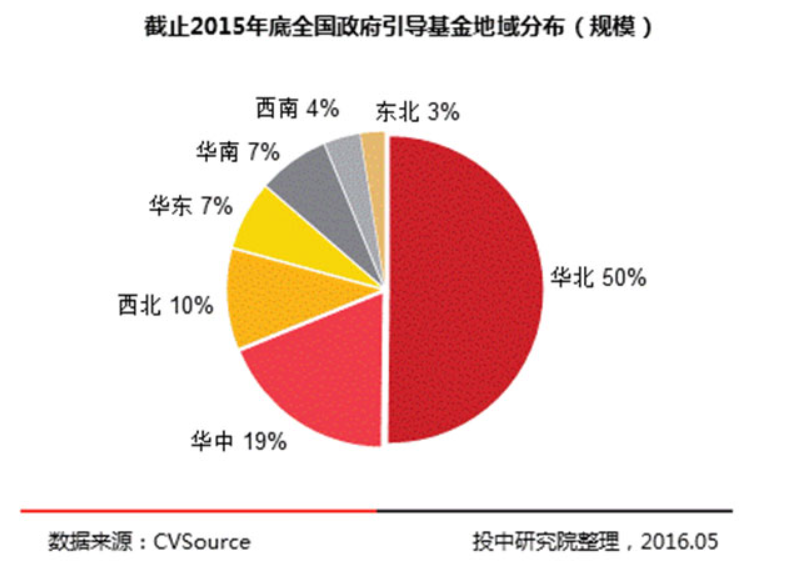 截止2015年底全国政府引导基金地域分布（规模）
西南 4%
东北 3%
华南 7%
华东 7%
华北 50%
西北 10%
华中 19%
数据来源：CVSource
投中研究院整理，2016.05